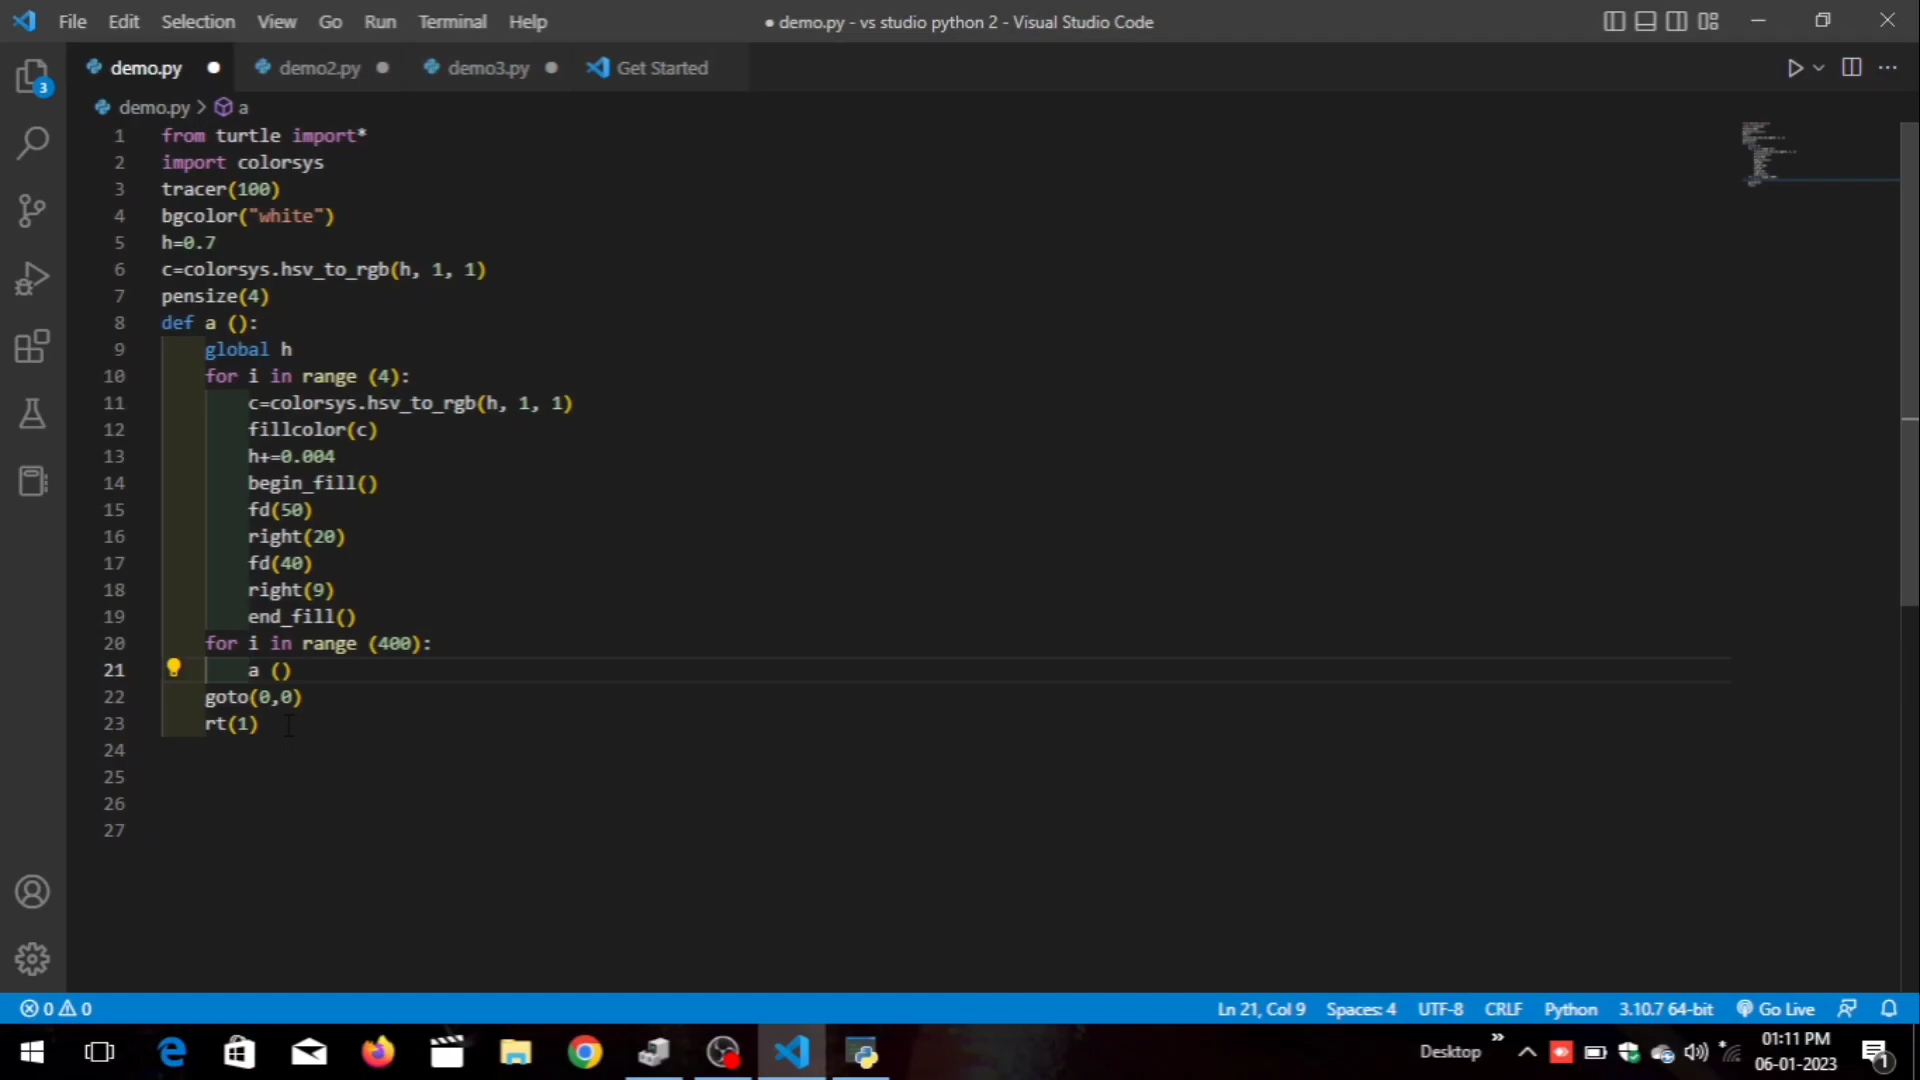 File Edit Selection View Go Run Terminal Help
● demo.py - vs studio python 2 - Visual Studio Code
demo.py demo2.py demo3.py Get Started
3
demo.py > a
1 from turtle import*
2 import colorsys
3 tracer(100)
4 bgcolor("white")
5 h=0.7
6 c=colorsys.hsv_to_rgb(h, 1, 1)
7 pensize(4)
8 def a ():
9 global h
10 for i in range (4):
11 c=colorsys.hsv_to_rgb(h, 1, 1)
12 fillcolor(c)
13 h+=0.004
14 begin_fill()
15 fd(50)
16 right(20)
17 fd(40)
18 right(9)
19 end_fill()
20 for i in range (400):
21 a ()
22 goto(0,0)
23 rt(1)
24
25
26
27
0 0 Ln 21, Col 9 Spaces: 4 UTF-8 CRLF Python 3.10.7 64-bit Go Live
Desktop
01:11 PM
06-01-2023
1